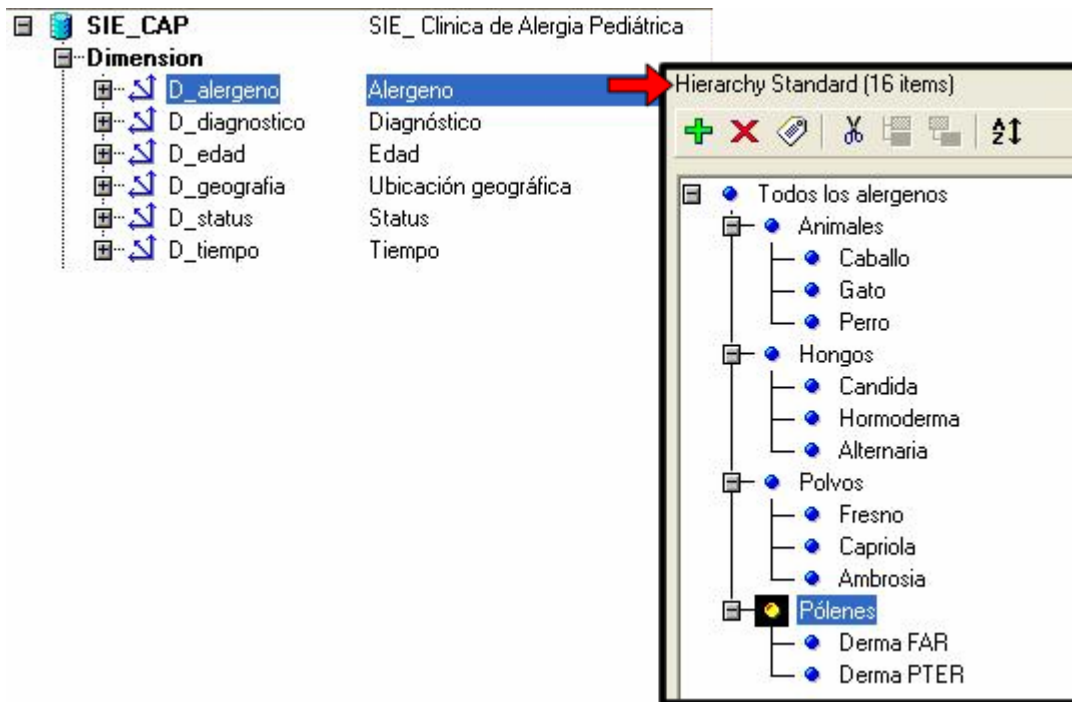 SIE_CAP SIE_ Clinica de Alergia Pediátrica
Dimension
D_alergeno Alergeno
D_diagnostico Diagnóstico
D_edad Edad
D_geografia Ubicación geográfica
D_status Status
D_tiempo Tiempo
Hierarchy Standard (16 items)
Todos los alergenos
Animales
Caballo
Gato
Perro
Hongos
Candida
Hormoderma
Alternaria
Polvos
Fresno
Capriola
Ambrosia
Pólenes
Derma FAR
Derma PTER